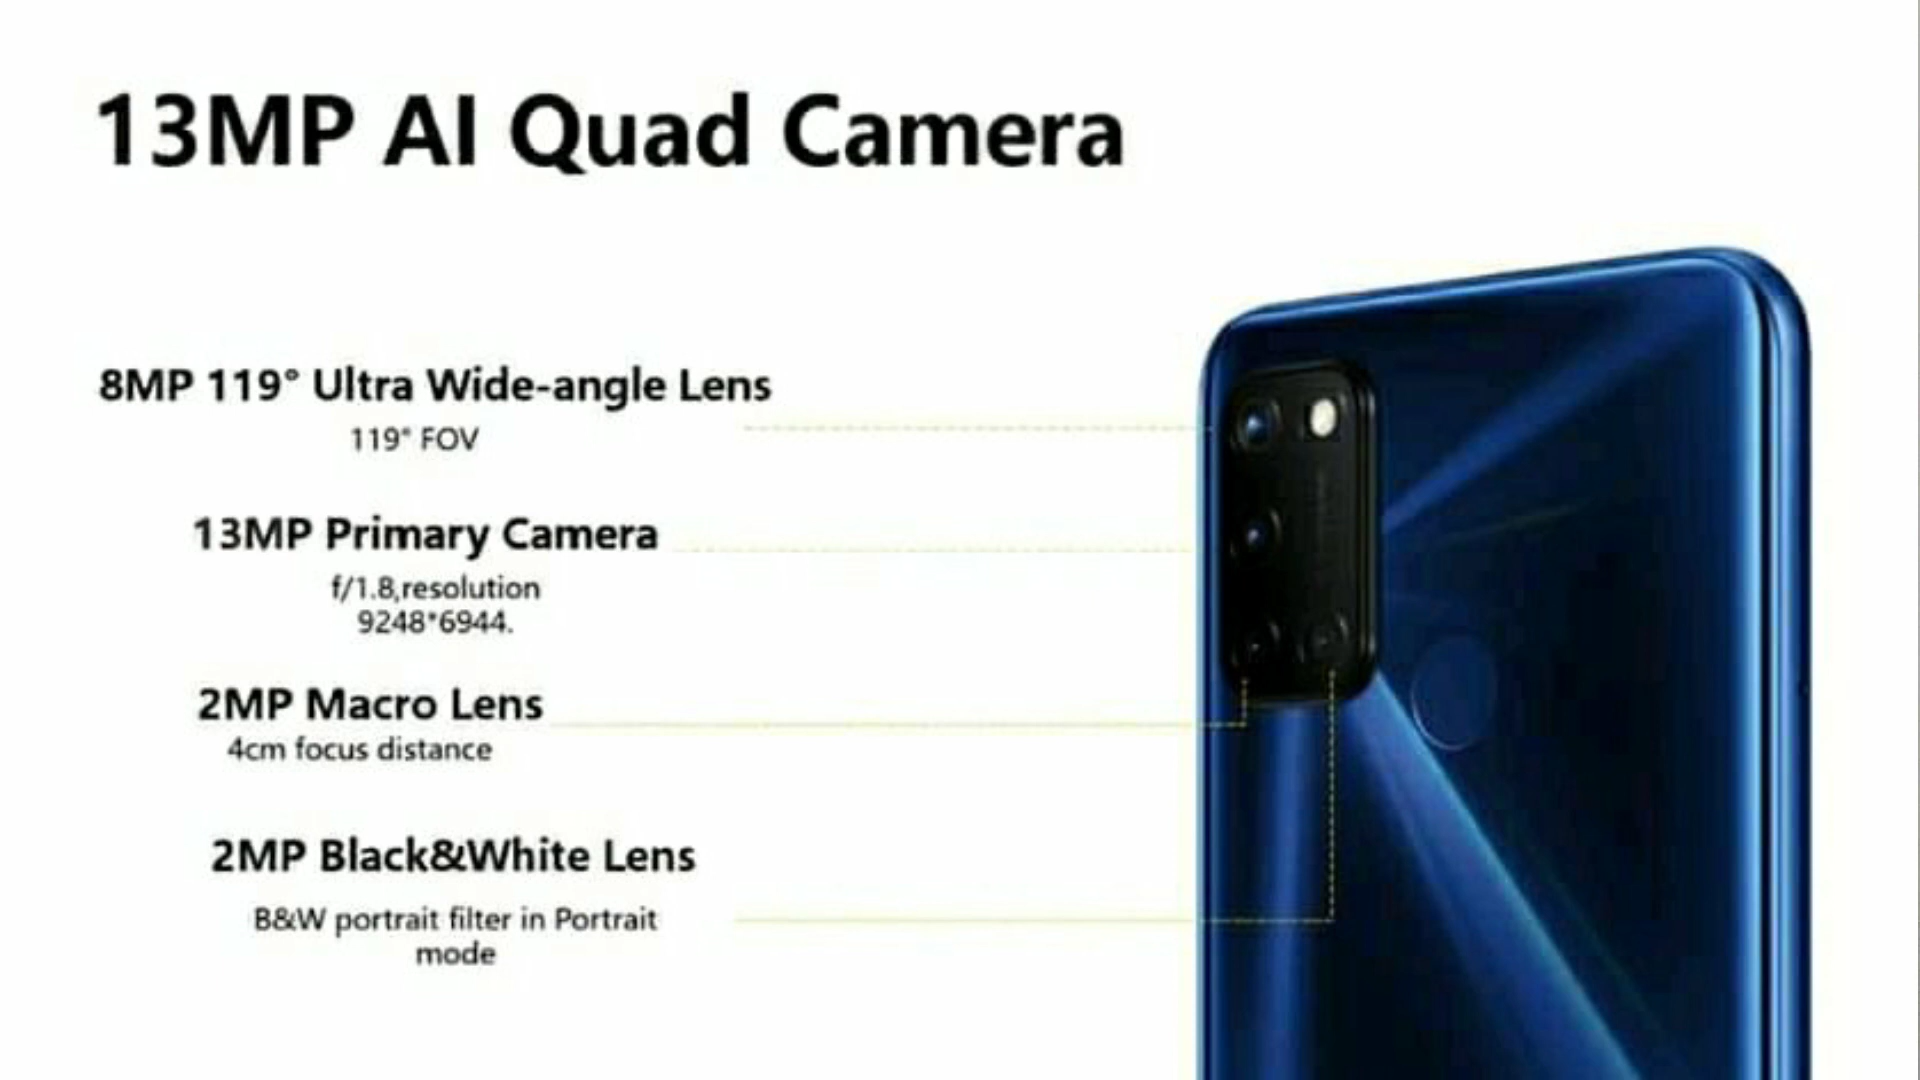 13MP AI Quad Camera
8MP 119° Ultra Wide-angle Lens
119° FOV
13MP Primary Camera
f/1.8,resolution
9248*6944.
2MP Macro Lens
4cm focus distance
2MP Black&White Lens
B&W portrait filter in Portrait
mode